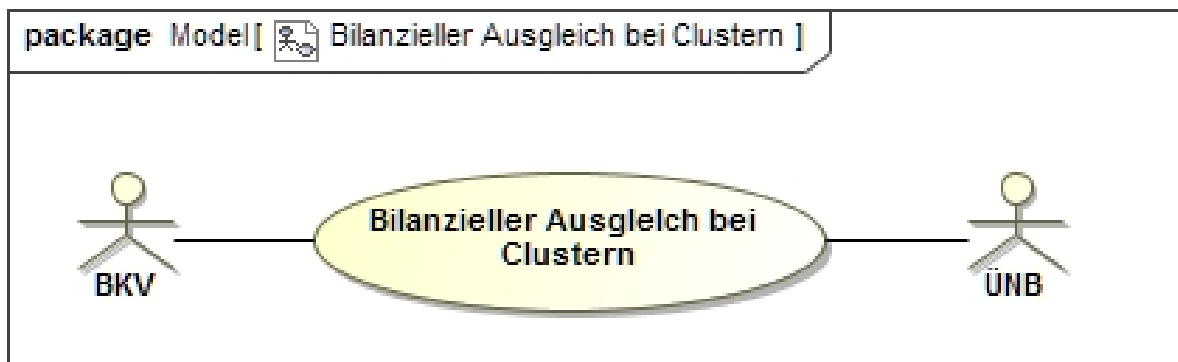 package Model[ Bilanzieller Ausgleich bei Clustern ]
Bilanzieller Ausgleich bei
Clustern
BKV
ÜNB